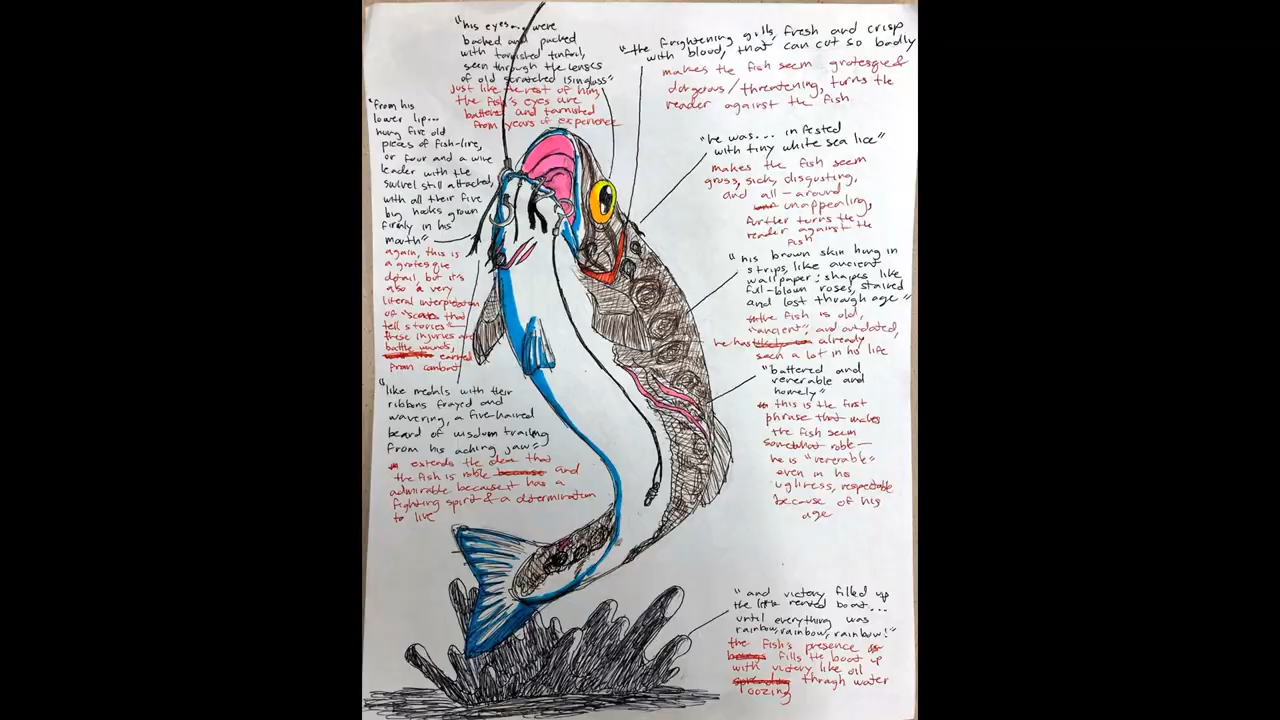 "his eyes... were
backed and packed
with tarnished tinfoil,
seen through the lenses
of old scratched isinglass"
just like the rest of him,
the fish's eyes are
battered and tarnished
from years of experience
"the frightening gills, fresh and crisp
with blood, that can cut so badly
makes the fish seem grotesque &
dangerous/threatening, turns the
reader against the fish
"from his
lower lip...
hung five old
pieces of fish-line,
or four and a wire
leader with the
swivel still attached,
with all their five
big hooks grown
firmly in his
mouth"
again, this is
a grotesque
detail, but it's
also a very
literal interpretation
of "scars that
tell stories"—
these injuries are
battle wounds,
earned
from combat
"he was... infested
with tiny white sea lice"
makes the fish seem
gross, sick, disgusting,
and all-around
unappealing,
further turns the
reader against the
fish
"his brown skin hung in
strips, like ancient
wallpaper: shapes like
full-blown roses, stained
and lost through age"
the fish is old,
"ancient", and outdated,
he has already
seen a lot in his life
"battered and
venerable and
homely"
this is the first
phrase that makes
the fish seem
somewhat noble—
he is "venerable"
even in his
ugliness, respectable
because of his
age
"like medals with their
ribbons frayed and
wavering, a five-haired
beard of wisdom trailing
from his aching jaw"
extends the idea that
the fish is noble because and
admirable because it has a
fighting spirit & a determination
to live
"and victory filled up
the little rented boat...
until everything was
rainbow, rainbow, rainbow!"
the fish's presence
fills the boat up
with victory like oil
spreading through water
oozing